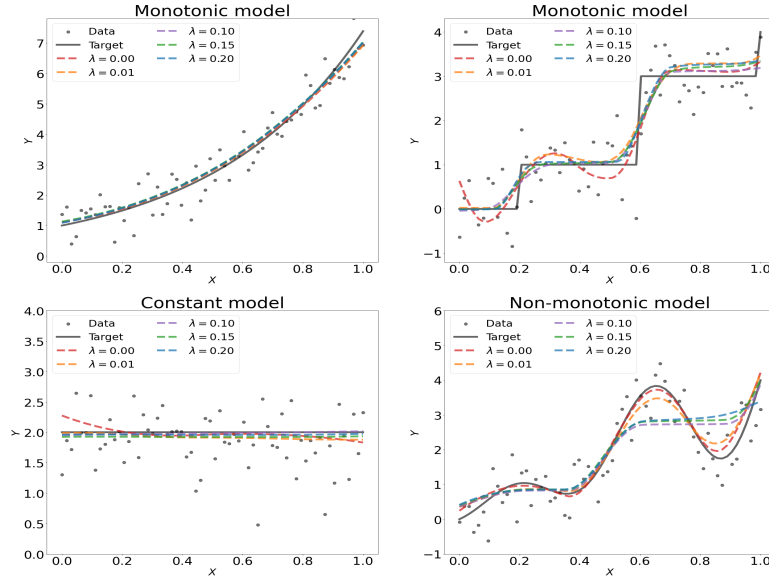 Monotonic model
Data
Target
λ = 0.00
λ = 0.01
λ = 0.10
λ = 0.15
λ = 0.20
7
6
5
4
3
2
1
0
Y
0.0 0.2 0.4 0.6 0.8 1.0
X
Monotonic model
Data
Target
λ = 0.00
λ = 0.01
λ = 0.10
λ = 0.15
λ = 0.20
4
3
2
1
0
−1
Y
0.0 0.2 0.4 0.6 0.8 1.0
X
Constant model
Data
Target
λ = 0.00
λ = 0.01
λ = 0.10
λ = 0.15
λ = 0.20
4.0
3.5
3.0
2.5
2.0
1.5
1.0
0.5
0.0
Y
0.0 0.2 0.4 0.6 0.8 1.0
X
Non-monotonic model
Data
Target
λ = 0.00
λ = 0.01
λ = 0.10
λ = 0.15
λ = 0.20
6
5
4
3
2
1
0
−1
Y
0.0 0.2 0.4 0.6 0.8 1.0
X